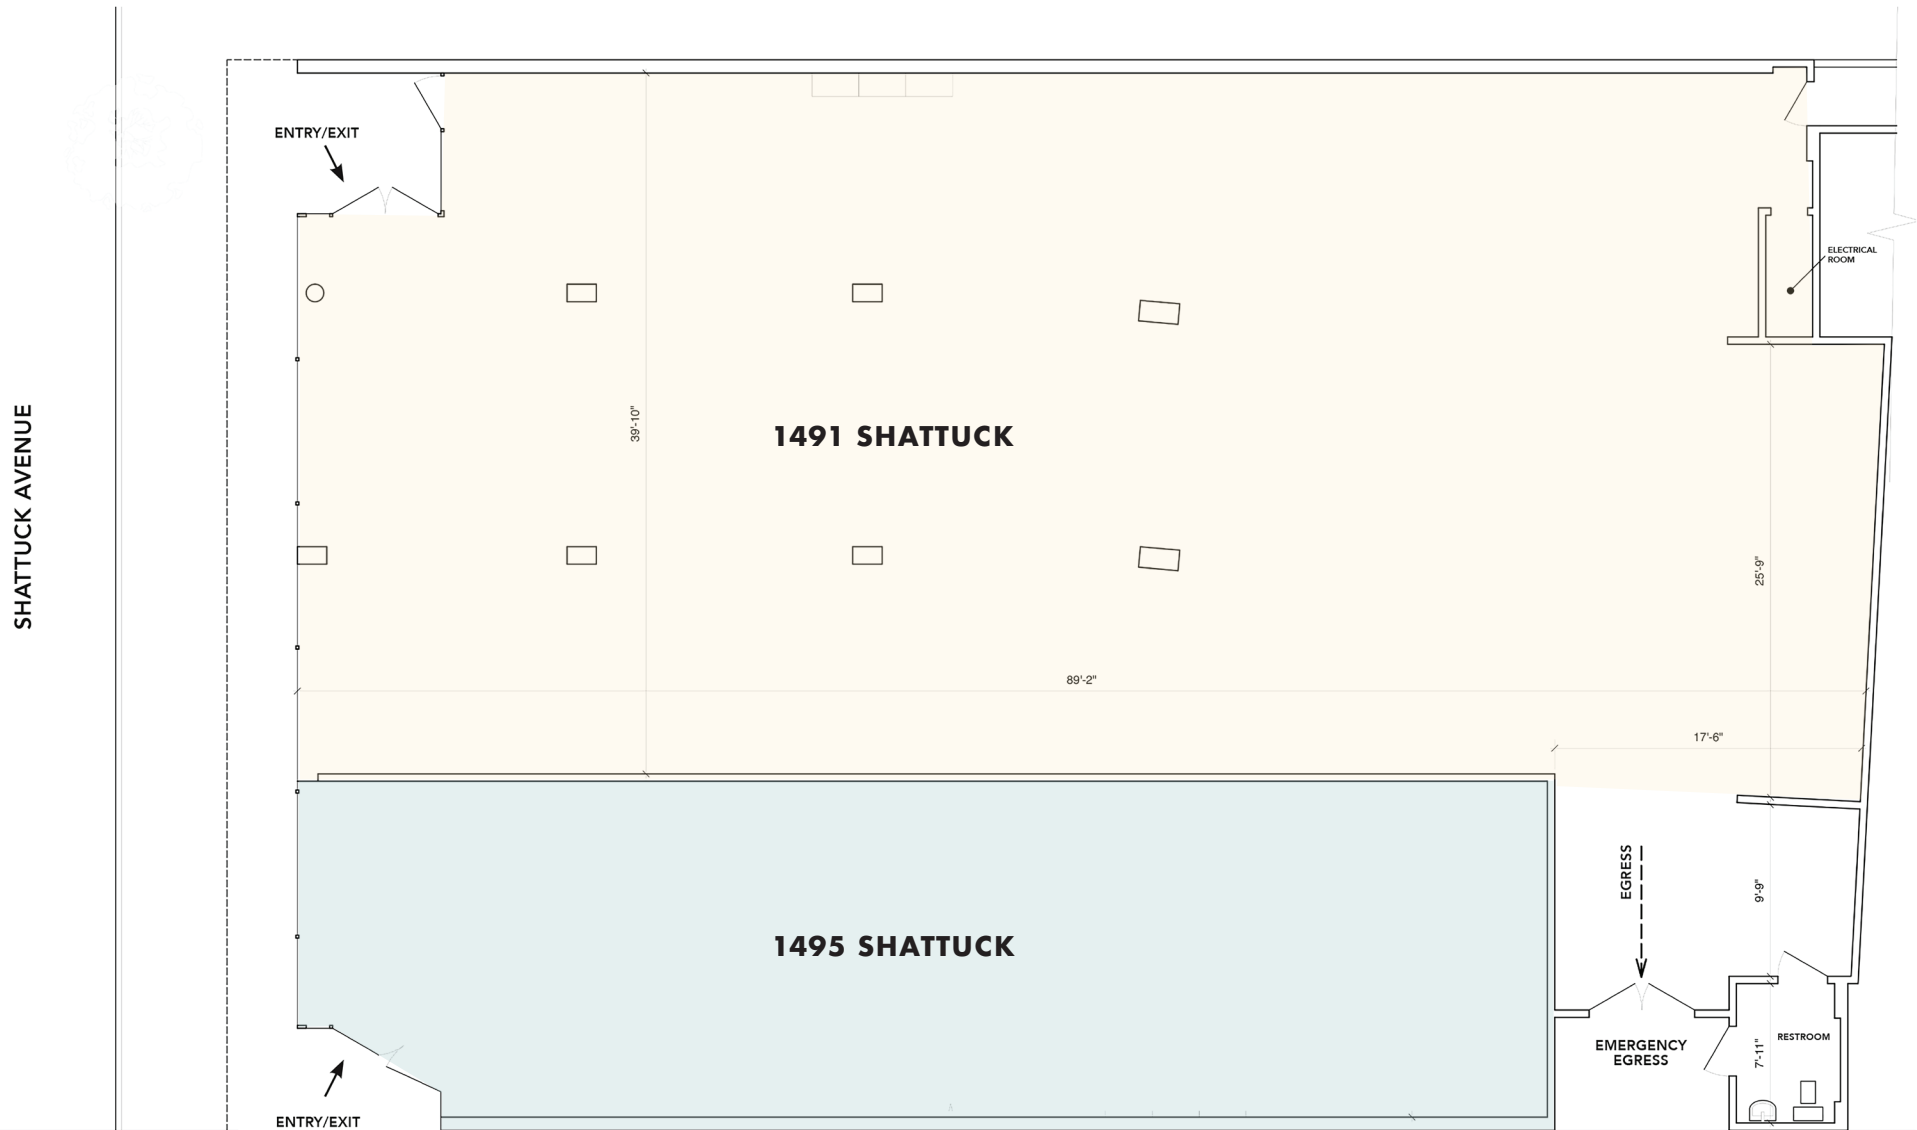 ENTRY/EXIT
ELECTRICAL
ROOM
SHATTUCK AVENUE
39'-10"
1491 SHATTUCK
25'-9"
89'-2"
17'-6"
EGRESS
9'-9"
1495 SHATTUCK
EMERGENCY
EGRESS
7'-11"
RESTROOM
ENTRY/EXIT